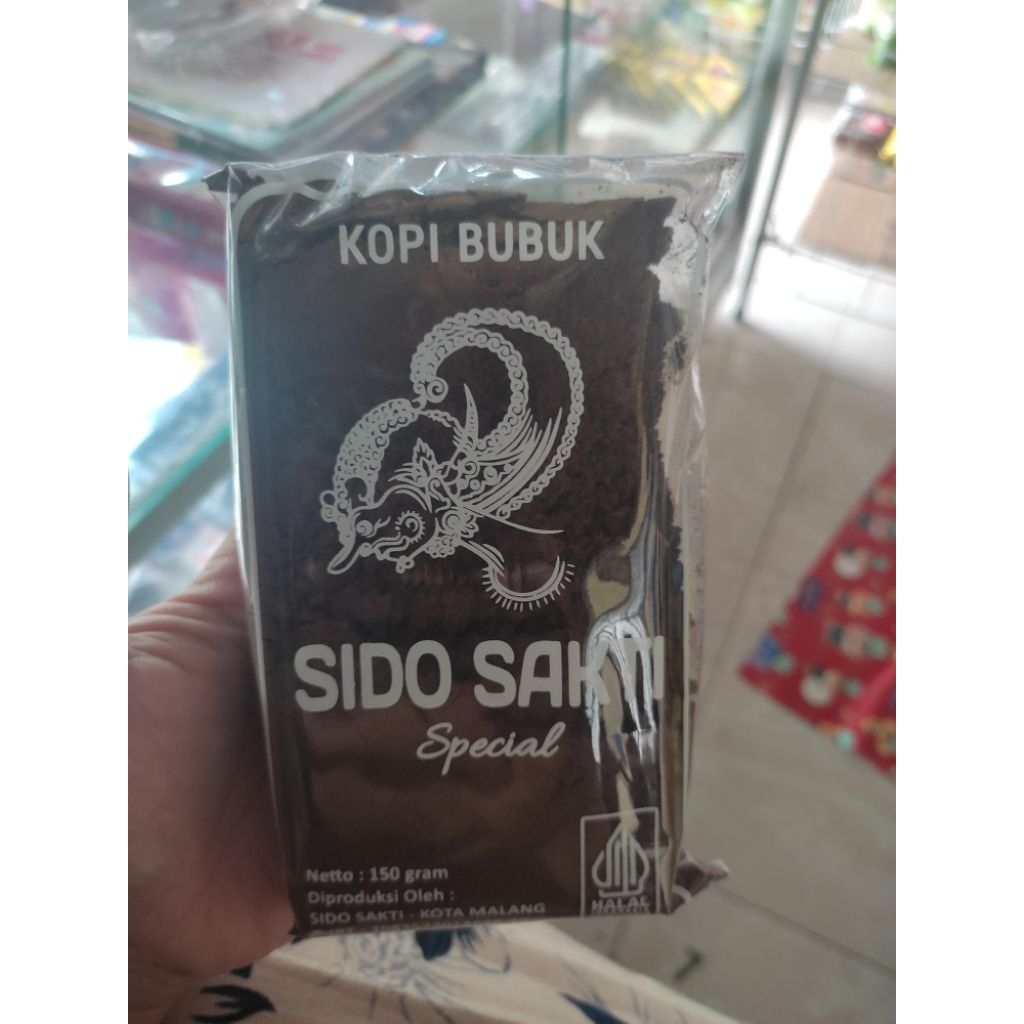 KOPI BUBUK
SIDO SAKTI
Special
Netto : 150 gram
Diproduksi Oleh :
SIDO SAKTI - KOTA MALANG
HALAL